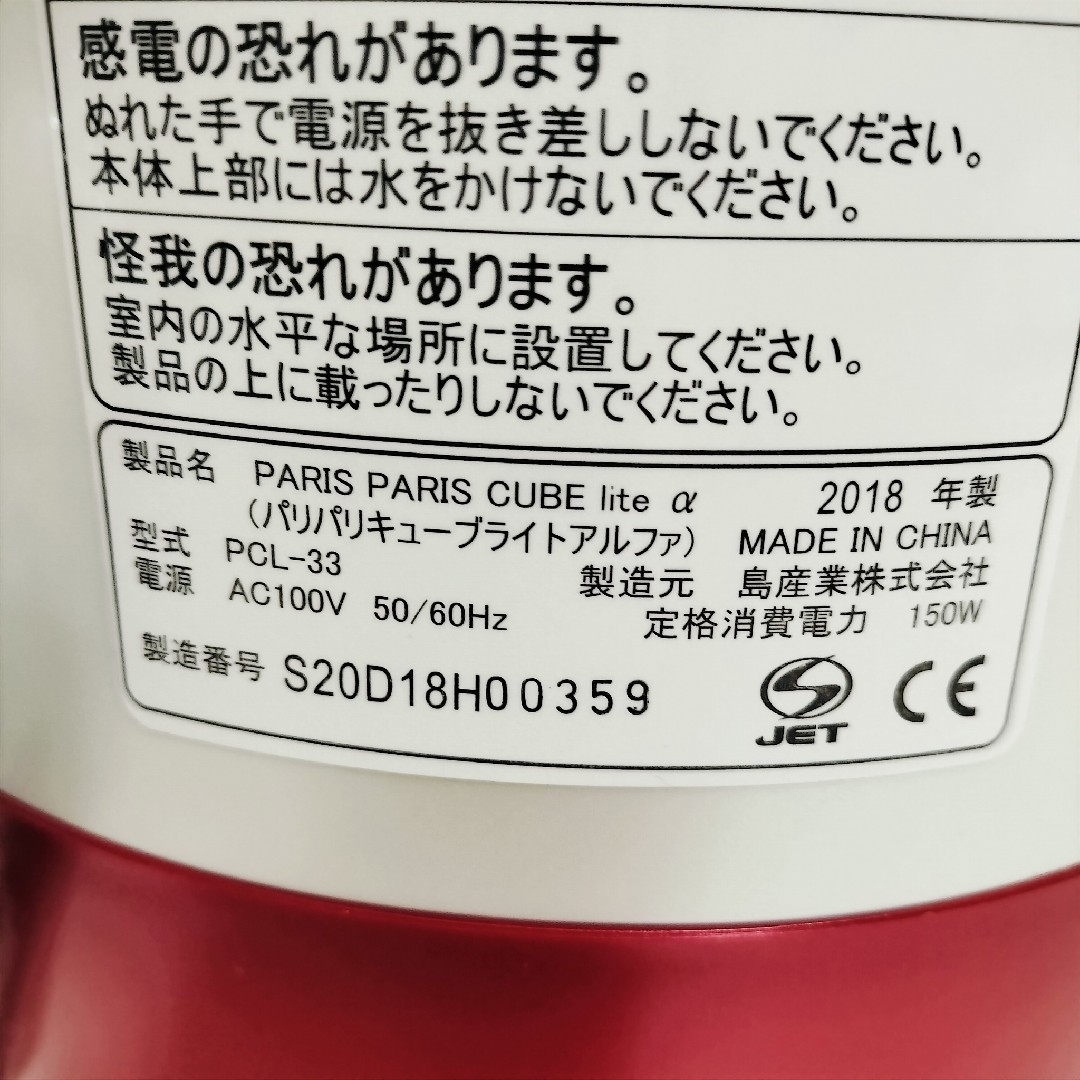 感電の恐れがあります。
ぬれた手で電源を抜き差ししないでください。
本体上部には水をかけないでください。
怪我の恐れがあります。
室内の水平な場所に設置してください。
製品の上に載ったりしないでください。
製品名 PARIS PARIS CUBE lite α 2018 年製
（パリパリキューブライトアルファ） MADE IN CHINA
型式 PCL-33 製造元 島産業株式会社
電源 AC100V 50/60Hz 定格消費電力 150W
製造番号 S20D18H00359
JET CE